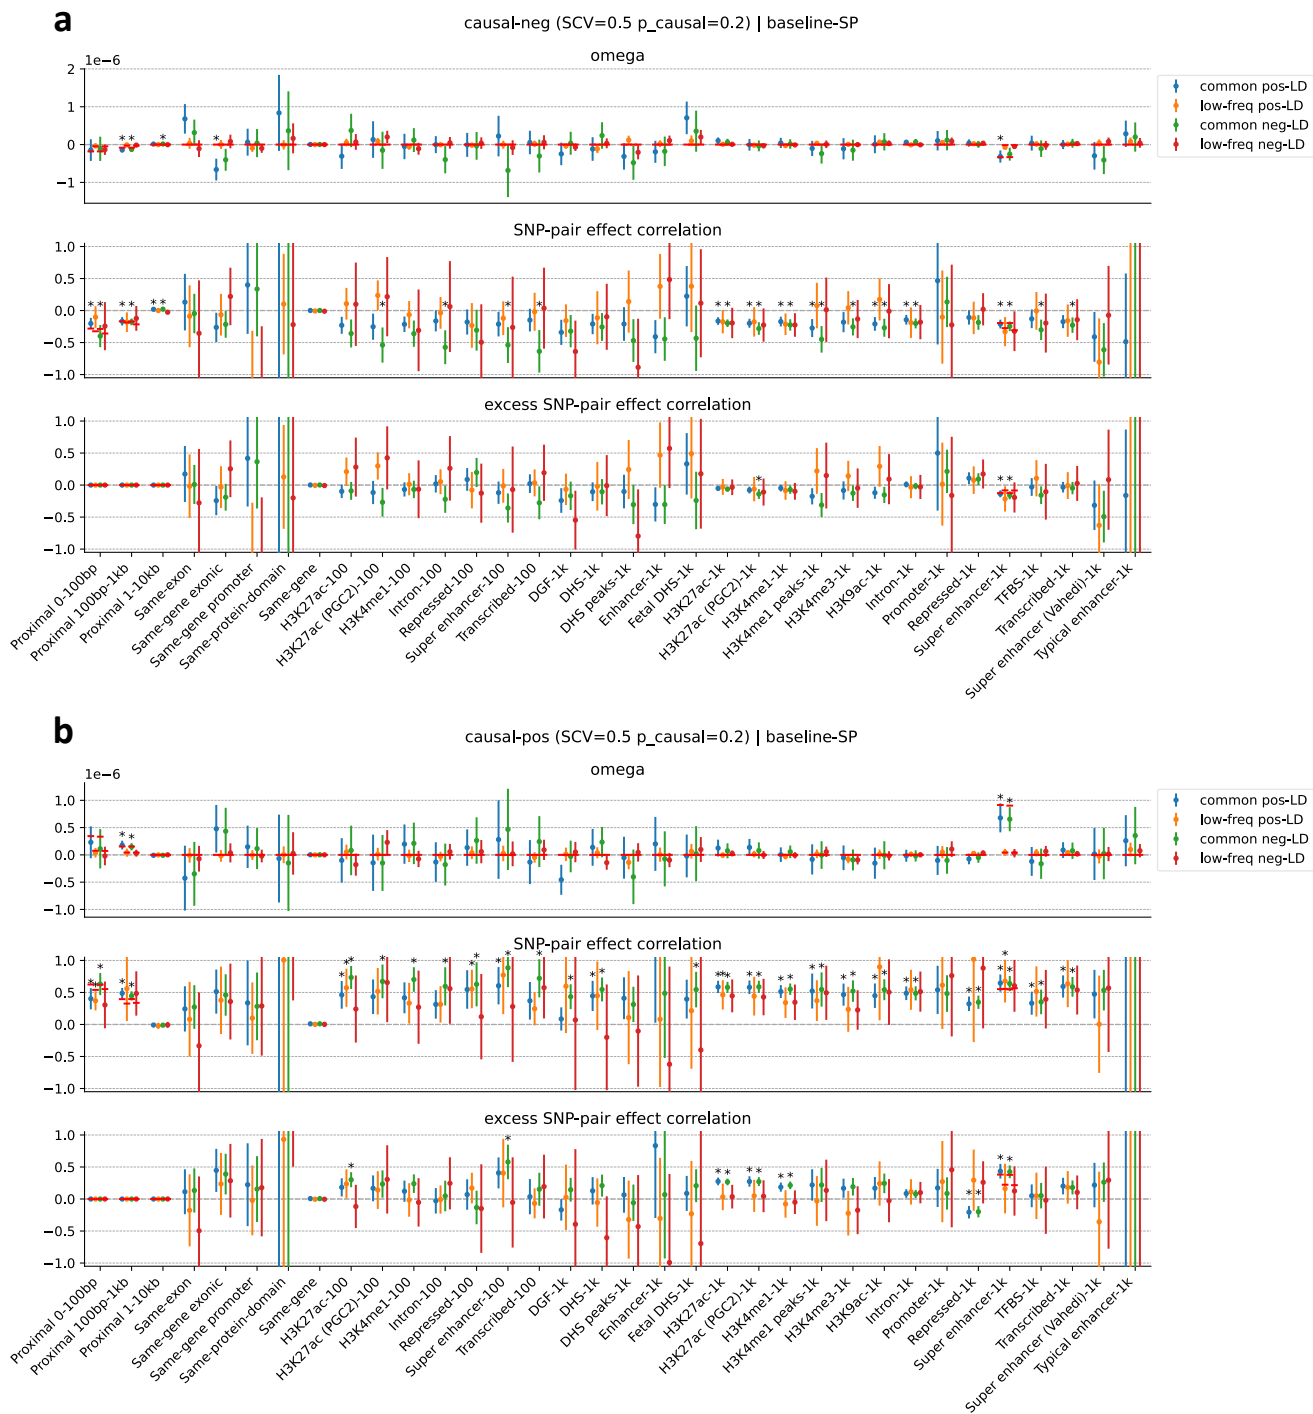 a
causal-neg (SCV=0.5 p_causal=0.2) | baseline-SP
omega
1e−6
2
1
0
−1
common pos-LD
low-freq pos-LD
common neg-LD
low-freq neg-LD
* * * * * *
SNP-pair effect correlation
1.0
0.5
0.0
−0.5
−1.0
* * * * * * * * * * * * * * * * * * * * * * * * * *
excess SNP-pair effect correlation
1.0
0.5
0.0
−0.5
−1.0
* * *
Proximal 0-100bp
Proximal 100bp-1kb
Proximal 1-10kb
Same-exon
Same-gene exonic
Same-gene promoter
Same-protein-domain
Same-gene
H3K27ac-100
H3K27ac (PGC2)-100
H3K4me1-100
Intron-100
Repressed-100
Super enhancer-100
Transcribed-100
DGF-1k
DHS-1k
DHS peaks-1k
Enhancer-1k
Fetal DHS-1k
H3K27ac-1k
H3K27ac (PGC2)-1k
H3K4me1-1k
H3K4me1 peaks-1k
H3K4me3-1k
H3K9ac-1k
Intron-1k
Promoter-1k
Repressed-1k
Super enhancer-1k
TFBS-1k
Transcribed-1k
Super enhancer (Vahedi)-1k
Typical enhancer-1k
b
causal-pos (SCV=0.5 p_causal=0.2) | baseline-SP
omega
1e−6
1.0
0.5
0.0
−0.5
−1.0
common pos-LD
low-freq pos-LD
common neg-LD
low-freq neg-LD
* * * *
SNP-pair effect correlation
1.0
0.5
0.0
−0.5
−1.0
excess SNP-pair effect correlation
1.0
0.5
0.0
−0.5
−1.0
Proximal 0-100bp
Proximal 100bp-1kb
Proximal 1-10kb
Same-exon
Same-gene exonic
Same-gene promoter
Same-protein-domain
Same-gene
H3K27ac-100
H3K27ac (PGC2)-100
H3K4me1-100
Intron-100
Repressed-100
Super enhancer-100
Transcribed-100
DGF-1k
DHS-1k
DHS peaks-1k
Enhancer-1k
Fetal DHS-1k
H3K27ac-1k
H3K27ac (PGC2)-1k
H3K4me1-1k
H3K4me1 peaks-1k
H3K4me3-1k
H3K9ac-1k
Intron-1k
Promoter-1k
Repressed-1k
Super enhancer-1k
TFBS-1k
Transcribed-1k
Super enhancer (Vahedi)-1k
Typical enhancer-1k